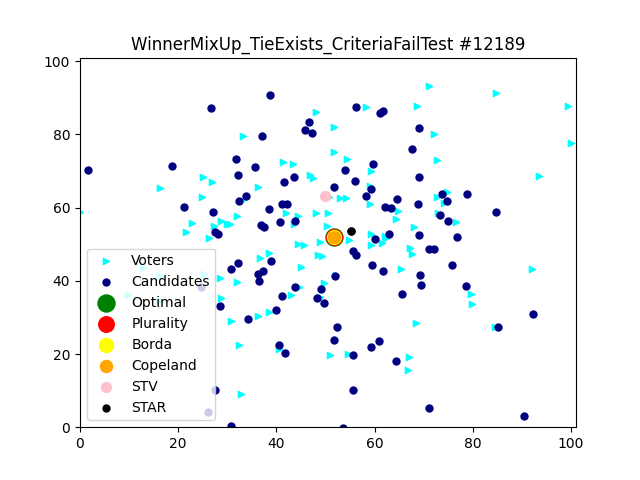 WinnerMixUp_TieExists_CriteriaFailTest #12189
100
80
60
40
20
0
Voters
Candidates
Optimal
Plurality
Borda
Copeland
STV
STAR
0 20 40 60 80 100